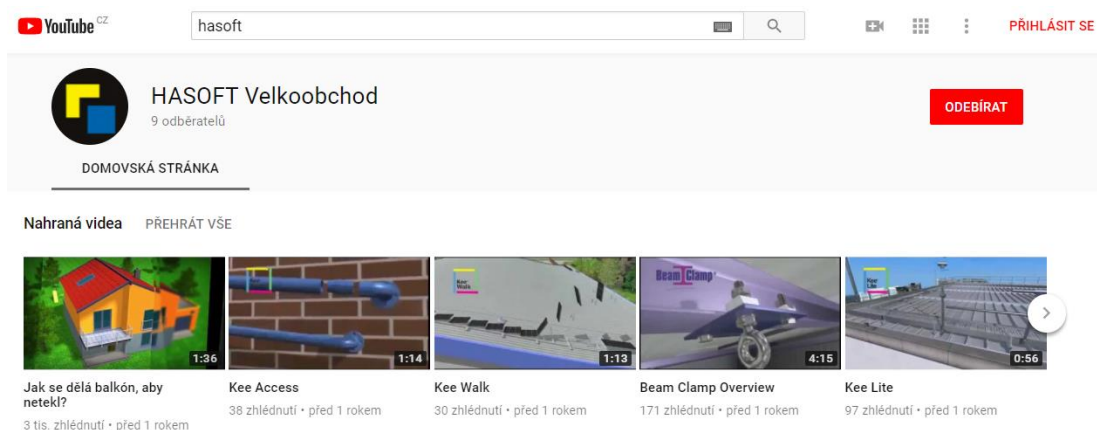 YouTube CZ
hasoft
PŘIHLÁSIT SE
HASOFT Velkoobchod
9 odběratelů
ODEBÍRAT
DOMOVSKÁ STRÁNKA
Nahraná videa PŘEHRÁT VŠE
1:36
Kee Walk
Beam Clamp
Kee Lite
1:14
1:13
4:15
0:56
Jak se dělá balkón, aby
netekl?
3 tis. zhlédnutí • před 1 rokem
Kee Access
38 zhlédnutí • před 1 rokem
Kee Walk
30 zhlédnutí • před 1 rokem
Beam Clamp Overview
171 zhlédnutí • před 1 rokem
Kee Lite
97 zhlédnutí • před 1 rokem